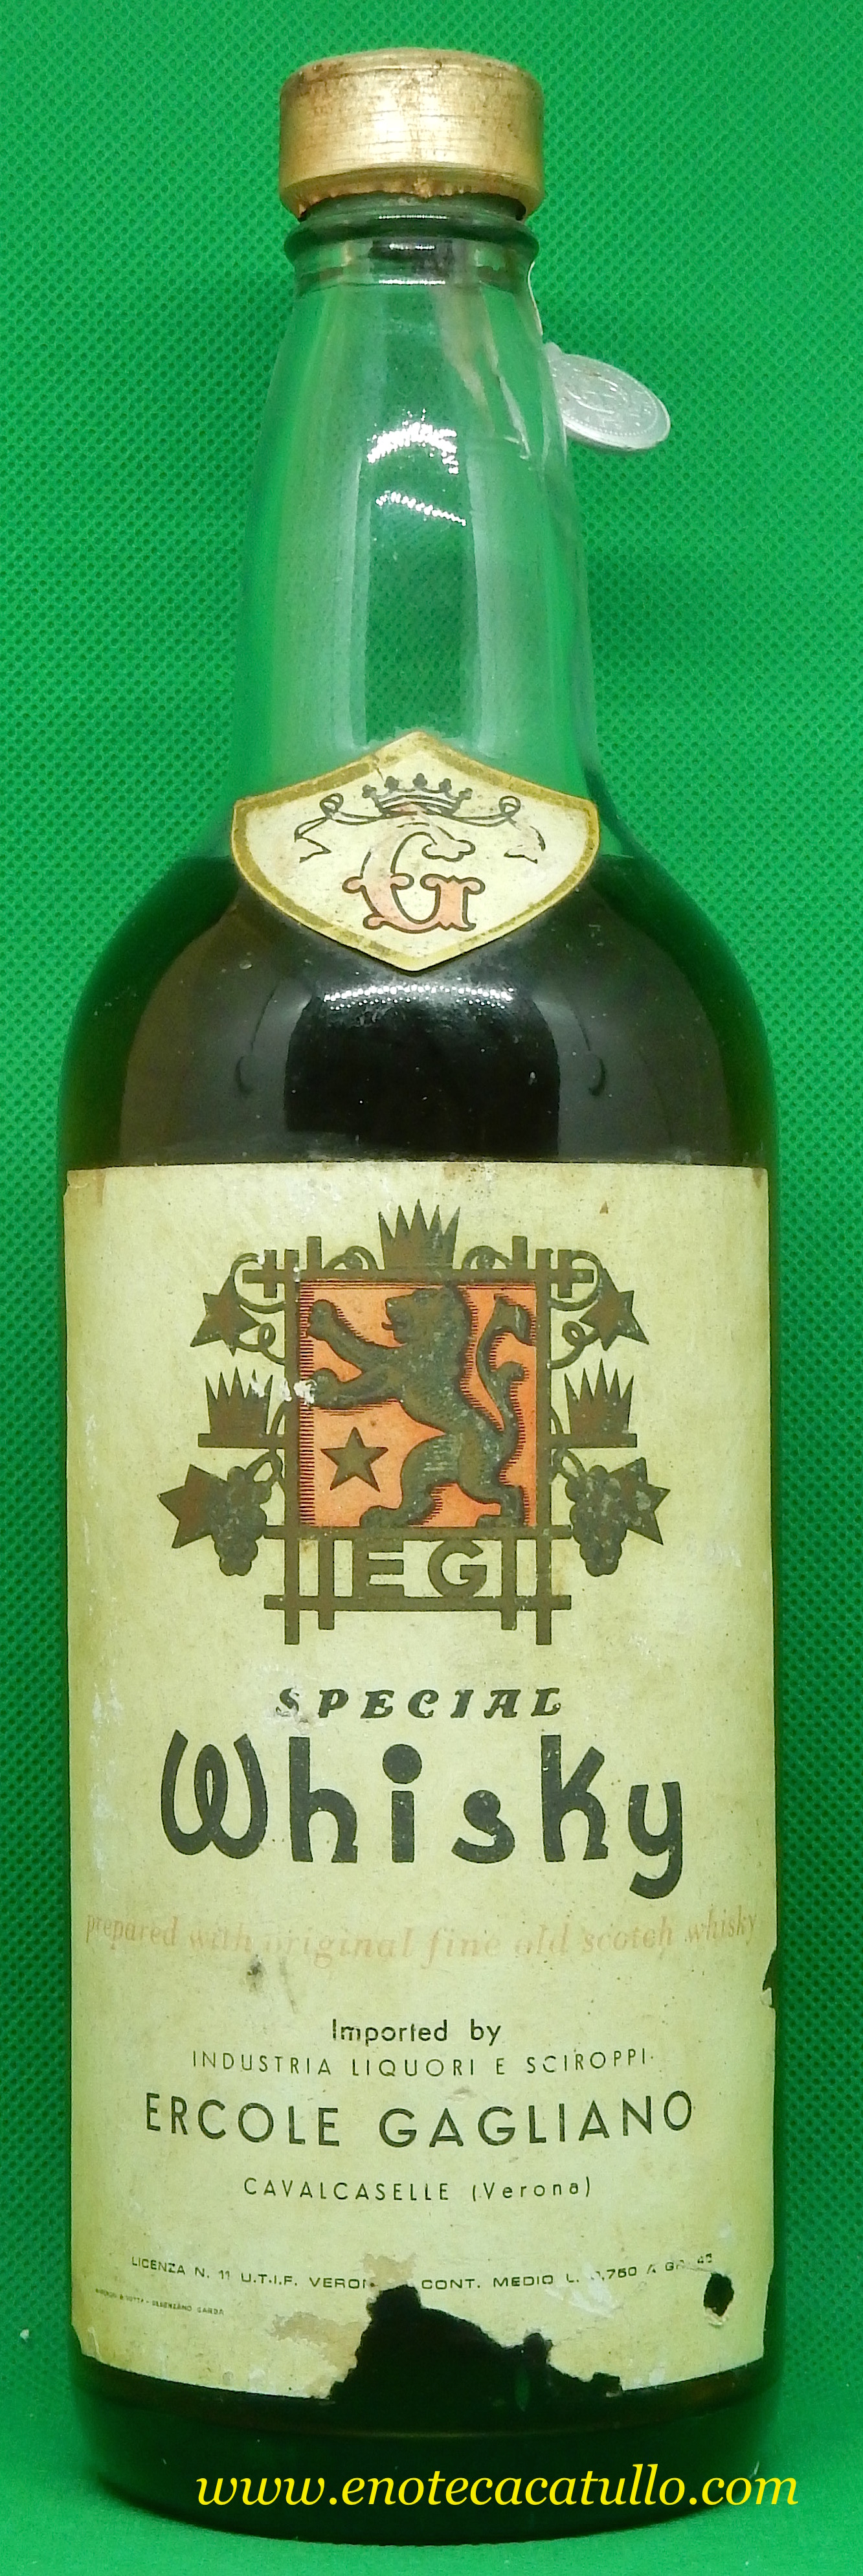 G
EG
SPECIAL
Whisky
prepared with original fine old scotch whisky
Imported by
INDUSTRIA LIQUORI E SCIROPPI
ERCOLE GAGLIANO
CAVALCASELLE (Verona)
LICENZA N. 11 U.T.I.F. CONT. MEDIO L.
www.enotecacatullo.com